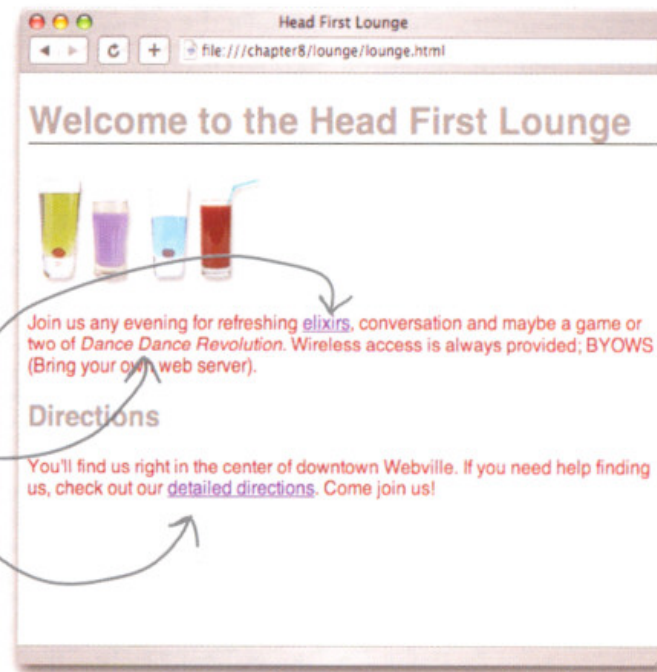 Head First Lounge
file:///chapter8/lounge/lounge.html
Welcome to the Head First Lounge
Join us any evening for refreshing elixirs, conversation and maybe a game or
two of Dance Dance Revolution. Wireless access is always provided; BYOWS
(Bring your own web server).
Directions
You'll find us right in the center of downtown Webville. If you need help finding
us, check out our detailed directions. Come join us!